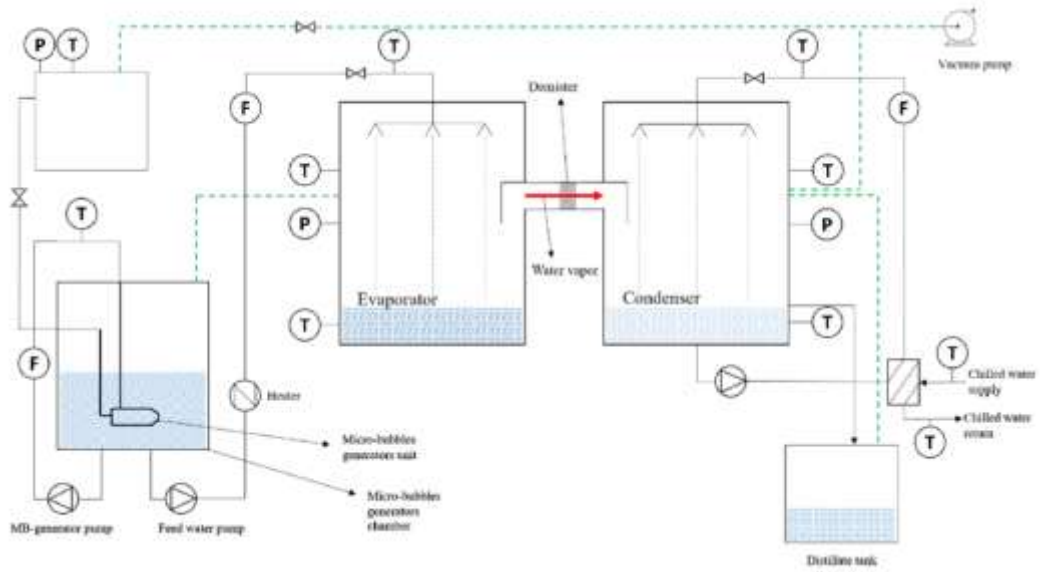 P
T
T
T
Vacuum pump
Demister
F
F
T
T
T
P
P
Water vapor
Evaporator
Condenser
T
T
F
T
Heater
Chilled water
supply
Chilled water
return
T
Micro-bubbles
generators unit
Micro-bubbles
generators
chamber
MB-generator pump
Feed water pump
Distillate tank